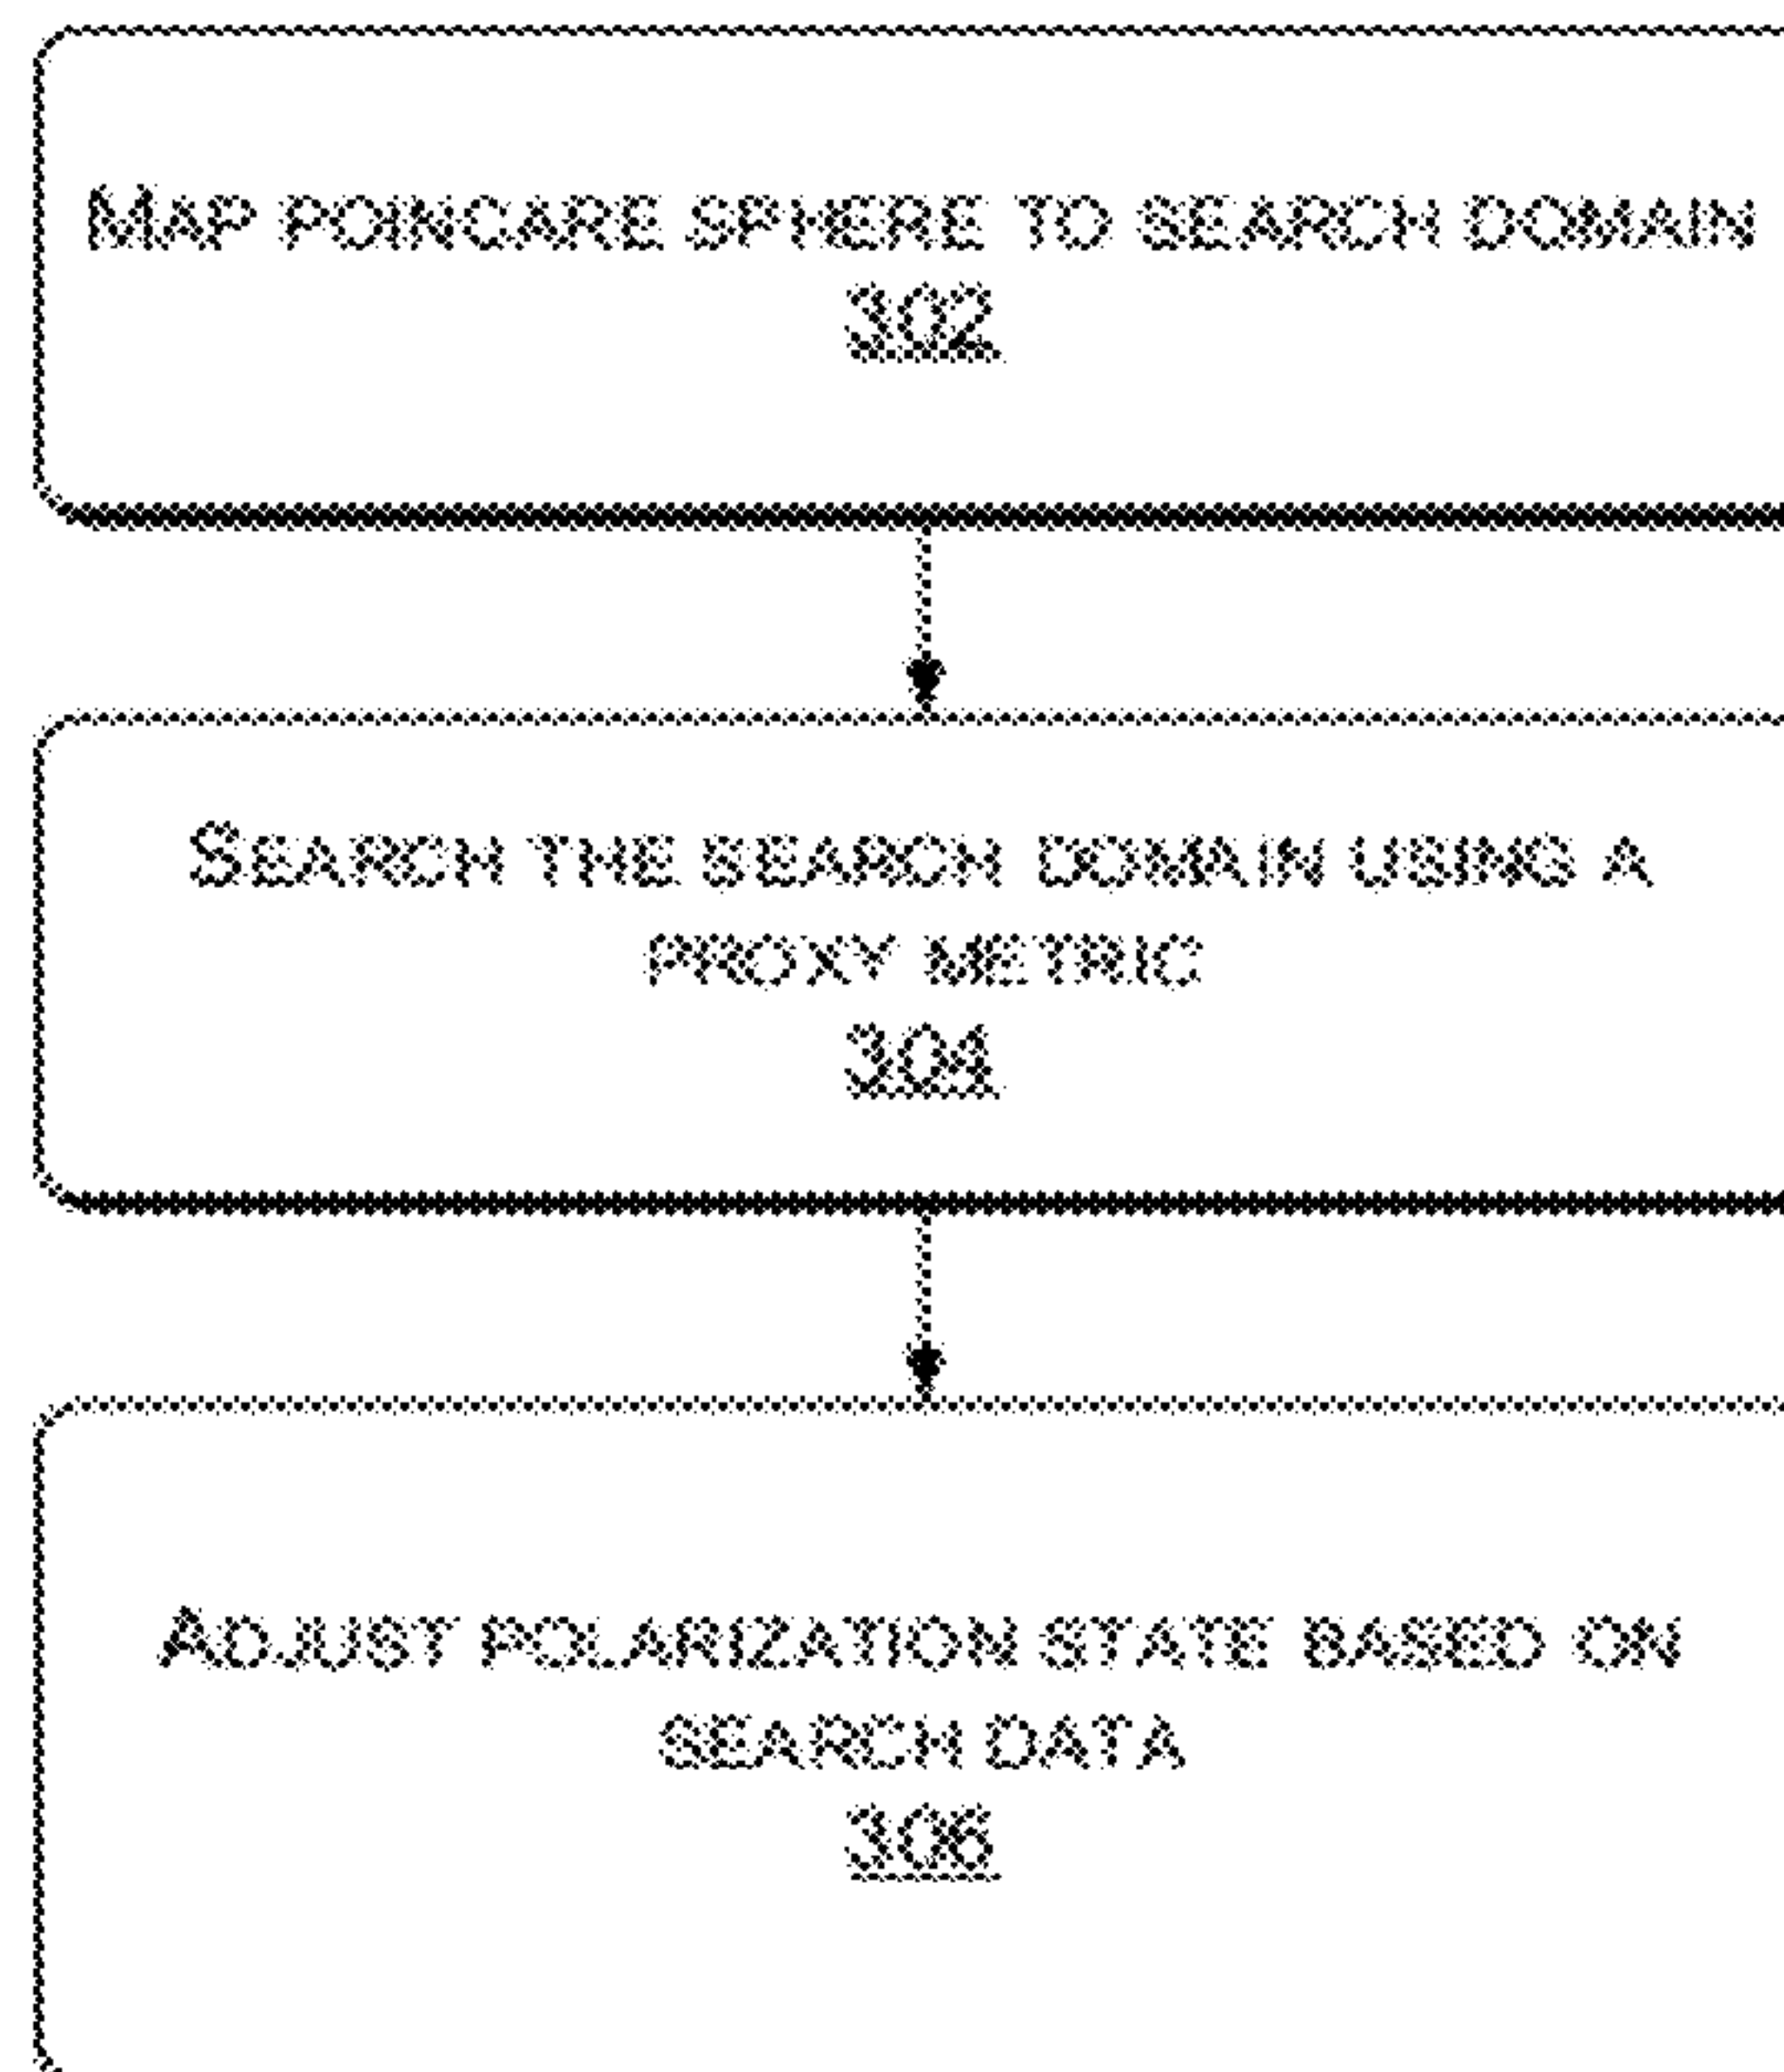 MAP POINCARE SPHERE TO SEARCH DOMAIN
302
SEARCH THE SEARCH DOMAIN USING A
PROXY METRIC
304
ADJUST POLARIZATION STATE BASED ON
SEARCH DATA
306